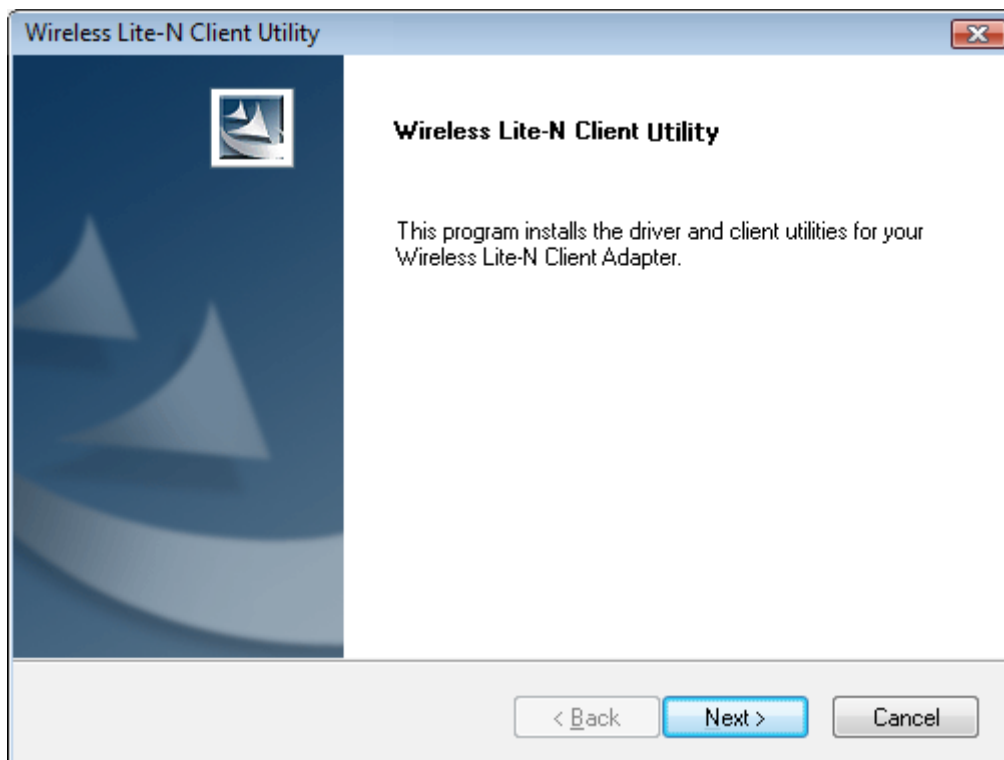 Wireless Lite-N Client Utility
Wireless Lite-N Client Utility
This program installs the driver and client utilities for your
Wireless Lite-N Client Adapter.
< Back
Next >
Cancel